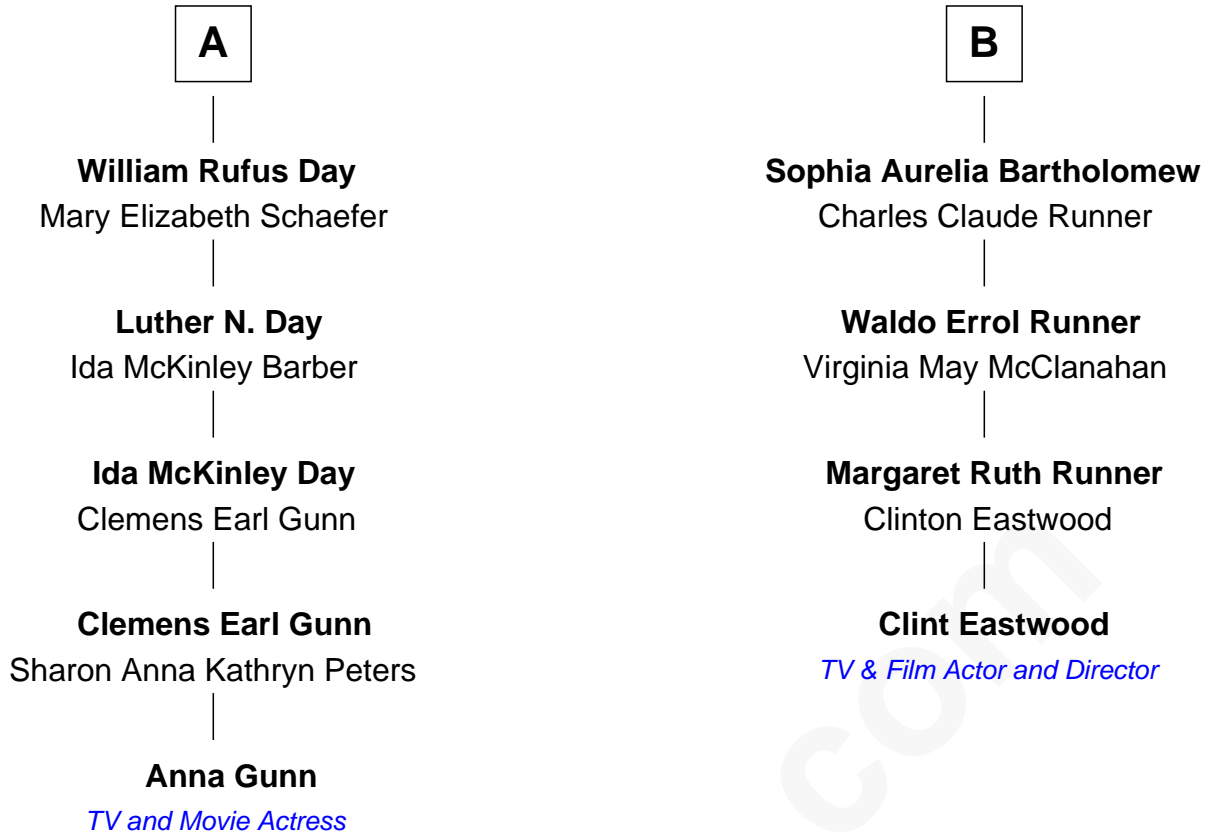 A
William Rufus Day
Mary Elizabeth Schaefer
Luther N. Day
Ida McKinley Barber
Ida McKinley Day
Clemens Earl Gunn
Clemens Earl Gunn
Sharon Anna Kathryn Peters
Anna Gunn
TV and Movie Actress
B
Sophia Aurelia Bartholomew
Charles Claude Runner
Waldo Errol Runner
Virginia May McClanahan
Margaret Ruth Runner
Clinton Eastwood
Clint Eastwood
TV & Film Actor and Director
com